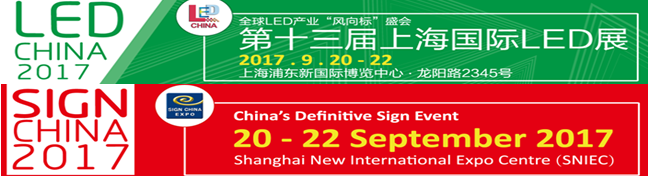 LED
CHINA
2017
LED
CHINA
全球LED产业“风向标”盛会
第十三届上海国际LED展
2017 . 9 . 20 - 22
上海浦东新国际博览中心 · 龙阳路2345号
SIGN
CHINA
2017
SIGN CHINA
EXPO
China's Definitive Sign Event
20 - 22 September 2017
Shanghai New International Expo Centre (SNIEC)